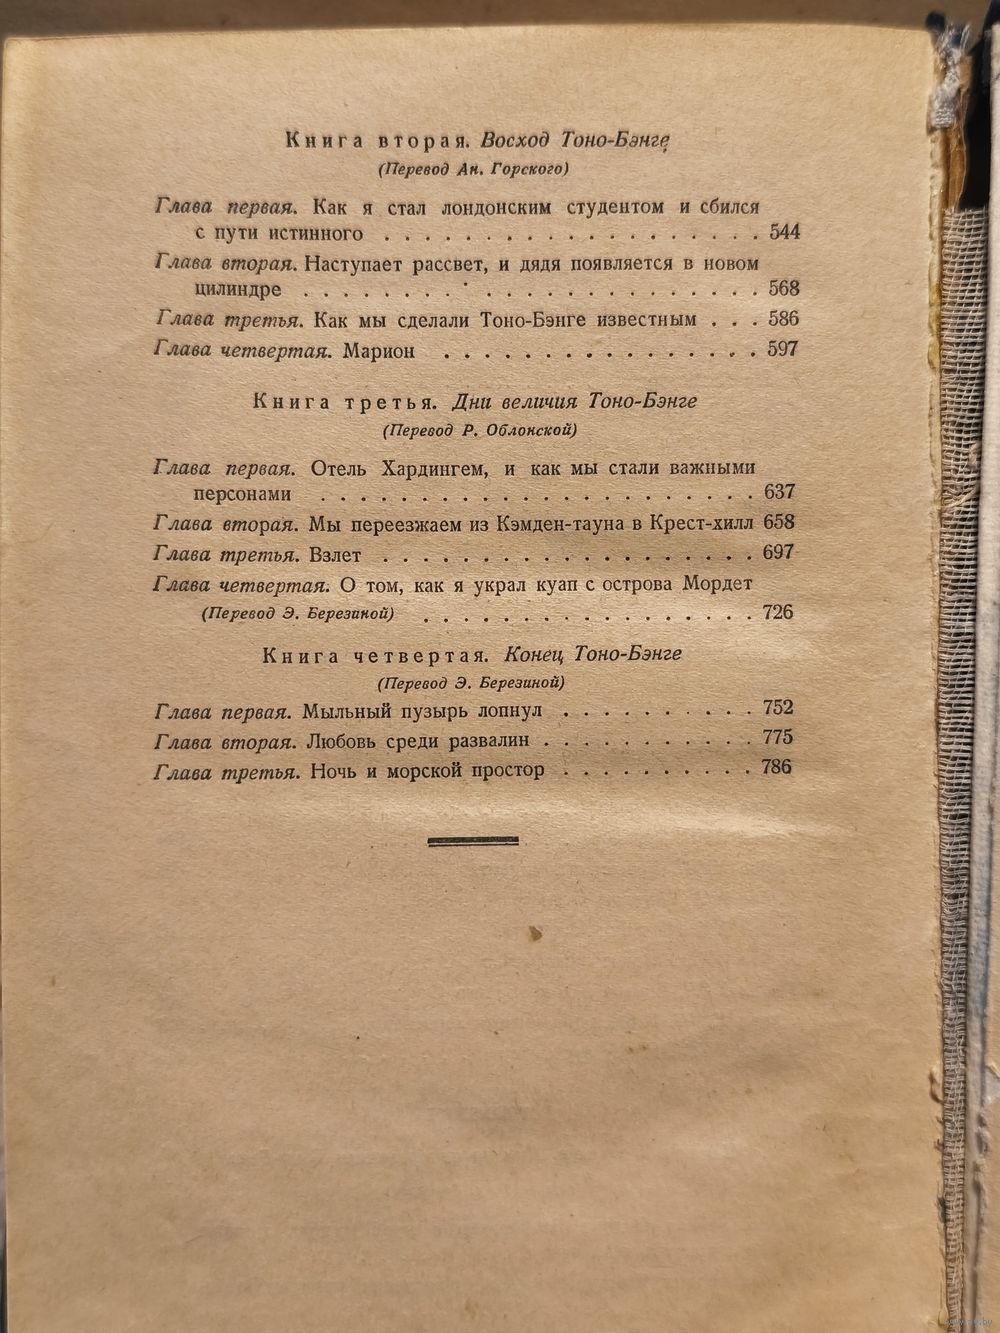 Книга вторая. Восход Тоно-Бэнге
(Перевод Ан. Горского)
Глава первая. Как я стал лондонским студентом и сбился
с пути истинного . . . . . . . . . . . . . . . . . . . 544
Глава вторая. Наступает рассвет, и дядя появляется в новом
цилиндре . . . . . . . . . . . . . . . . . . . . . . . 568
Глава третья. Как мы сделали Тоно-Бэнге известным . . . 586
Глава четвертая. Марион . . . . . . . . . . . . . . . . 597
Книга третья. Дни величия Тоно-Бэнге
(Перевод Р. Облонской)
Глава первая. Отель Хардингем, и как мы стали важными
персонами . . . . . . . . . . . . . . . . . . . . . . 637
Глава вторая. Мы переезжаем из Кэмден-тауна в Крест-хилл 658
Глава третья. Взлет . . . . . . . . . . . . . . . . . . . 697
Глава четвертая. О том, как я украл куап с острова Мордет
(Перевод Э. Березиной) . . . . . . . . . . . . . . . . . 726
Книга четвертая. Конец Тоно-Бэнге
(Перевод Э. Березиной)
Глава первая. Мыльный пузырь лопнул . . . . . . . . . . 752
Глава вторая. Любовь среди развалин . . . . . . . . . . . 775
Глава третья. Ночь и морской простор . . . . . . . . . . 786